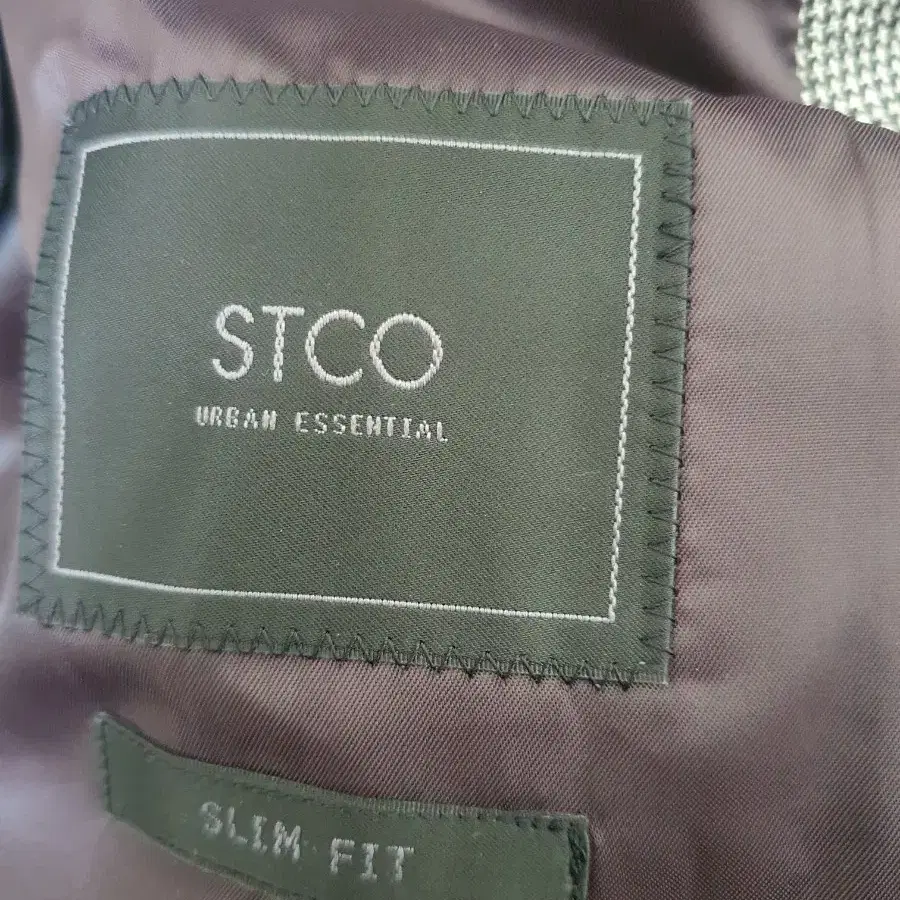 STCO
URBAN ESSENTIAL
SLIM FIT